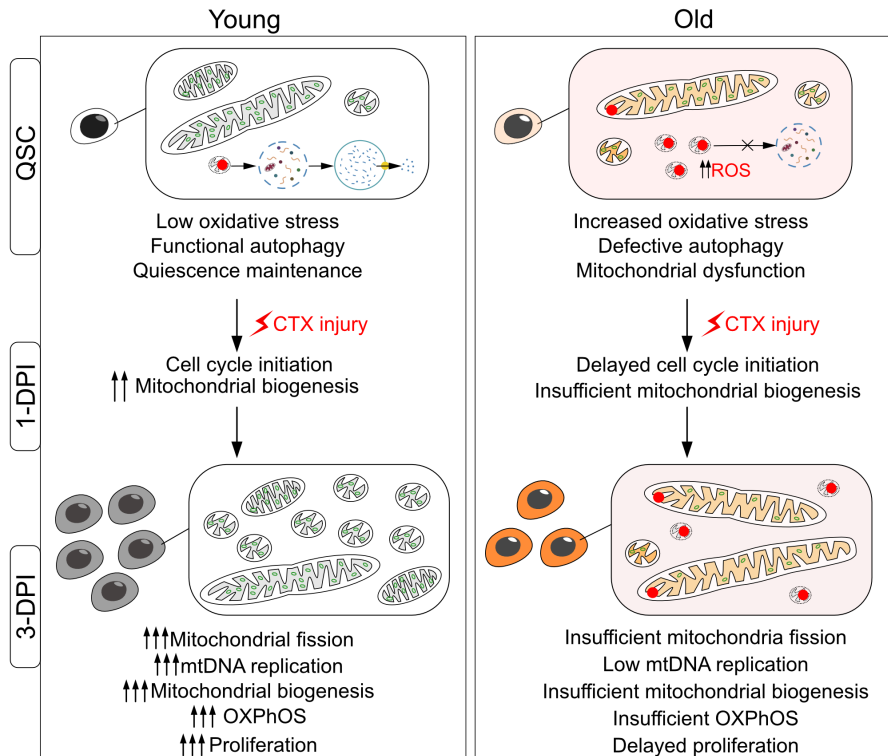 Young
Old
QSC
↑↑ROS
Low oxidative stress
Functional autophagy
Quiescence maintenance
Increased oxidative stress
Defective autophagy
Mitochondrial dysfunction
CTX injury
CTX injury
1-DPI
Cell cycle initiation
↑↑ Mitochondrial biogenesis
Delayed cell cycle initiation
Insufficient mitochondrial biogenesis
3-DPI
↑↑↑Mitochondrial fission
↑↑↑mtDNA replication
↑↑↑Mitochondrial biogenesis
↑↑↑ OXPhOS
↑↑↑ Proliferation
Insufficient mitochondria fission
Low mtDNA replication
Insufficient mitochondrial biogenesis
Insufficient OXPhOS
Delayed proliferation